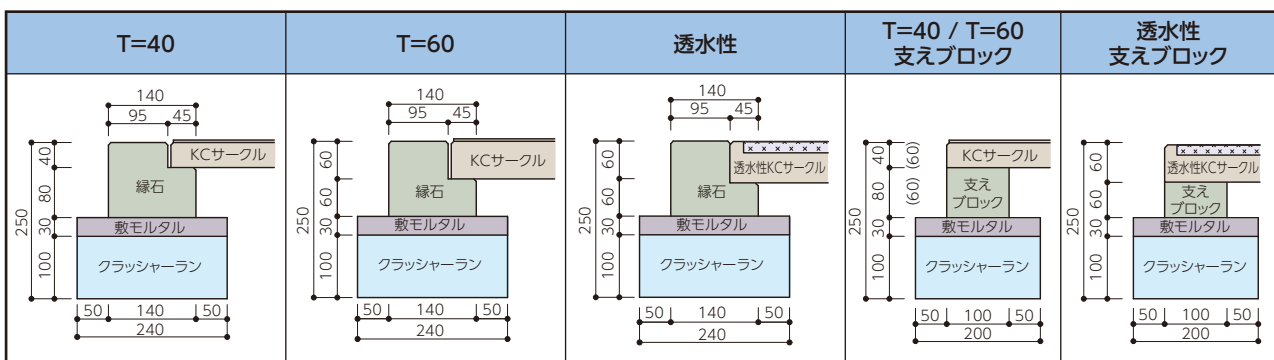 T=40
T=60
透水性
T=40 / T=60
支えブロック
透水性
支えブロック
140
95 45
250
40
80
30
100
KCサークル
縁石
敷モルタル
クラッシャーラン
50 140 50
240
140
95 45
250
60
60
30
100
KCサークル
縁石
敷モルタル
クラッシャーラン
50 140 50
240
140
95 45
250
60
60
30
100
透水性KCサークル
縁石
敷モルタル
クラッシャーラン
50 140 50
240
250
40 (60)
80 (60)
30
100
KCサークル
支え
ブロック
敷モルタル
クラッシャーラン
50 100 50
200
250
60
60
30
100
透水性KCサークル
支え
ブロック
敷モルタル
クラッシャーラン
50 100 50
200